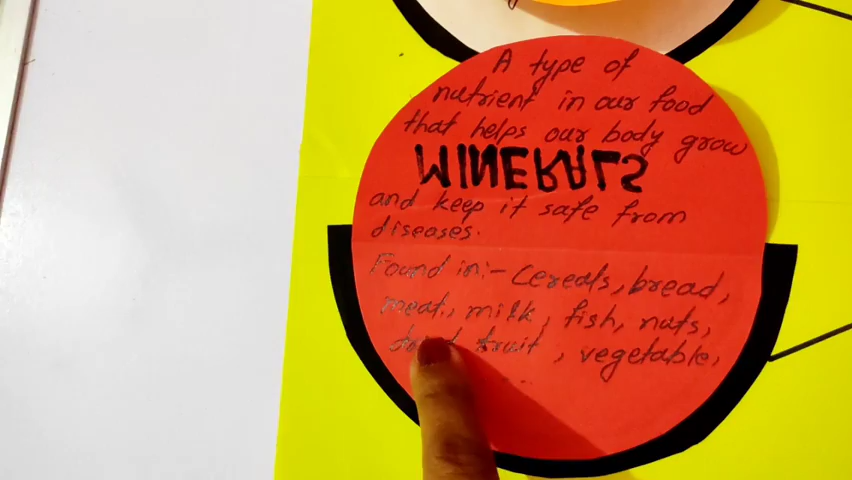 A type of
nutrient in our food
that helps our body grow
MINERALS
and keep it safe from
diseases.
Found in:- Cereals, bread,
meat, milk, fish, nuts,
fruit, vegetable,